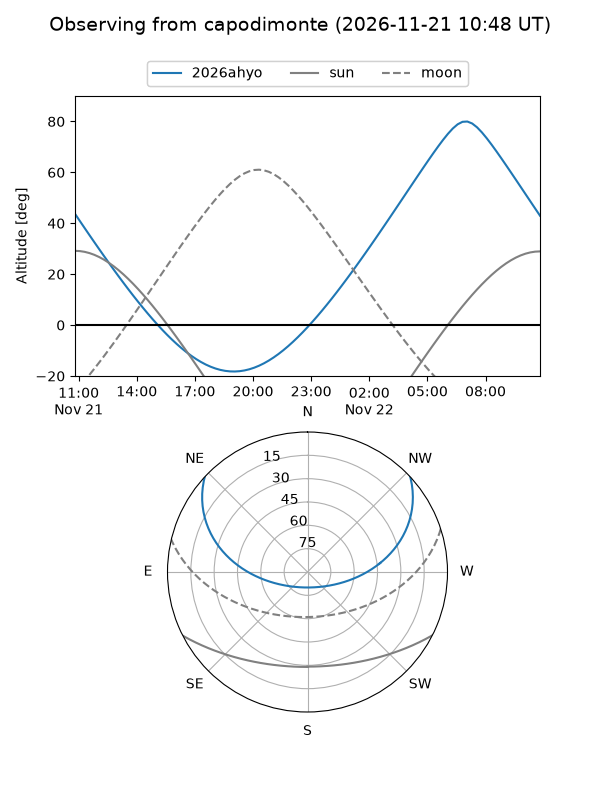 Observing from capodimonte (2026-11-21 10:48 UT)
2026ahyo
sun
moon
Altitude [deg]
80
60
40
20
0
−20
11:00
14:00
17:00
20:00
23:00
02:00
05:00
08:00
Nov 21
Nov 22
N
NE
NW
15
30
45
60
75
E
W
SE
SW
S